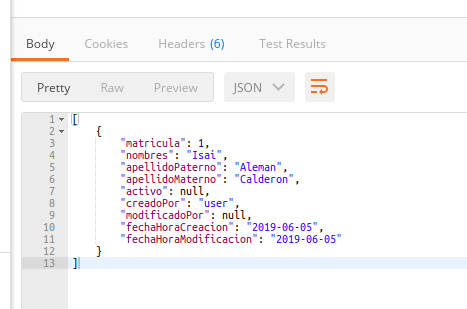 Body Cookies Headers (6) Test Results
Pretty Raw Preview JSON
1 [
2 {
3 "matricula": 1,
4 "nombres": "Isai",
5 "apellidoPaterno": "Aleman",
6 "apellidoMaterno": "Calderon",
7 "activo": null,
8 "creadoPor": "user",
9 "modificadoPor": null,
10 "fechaHoraCreacion": "2019-06-05",
11 "fechaHoraModificacion": "2019-06-05"
12 }
13 ]